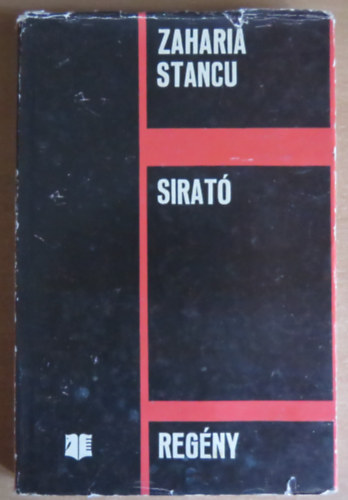 ZAHARIA
STANCU
SIRATÓ
REGÉNY